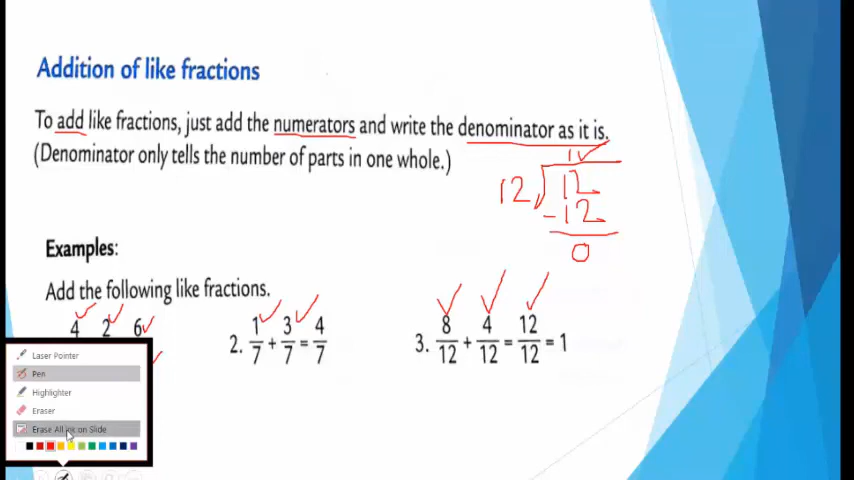 Addition of like fractions
To add like fractions, just add the numerators and write the denominator as it is.
(Denominator only tells the number of parts in one whole.)
1
12 12
-12
0
Examples:
Add the following like fractions.
4 2 6
2. 1/7 + 3/7 = 4/7
3. 8/12 + 4/12 = 12/12 = 1
Laser Pointer
Pen
Highlighter
Eraser
Erase All Ink on Slide